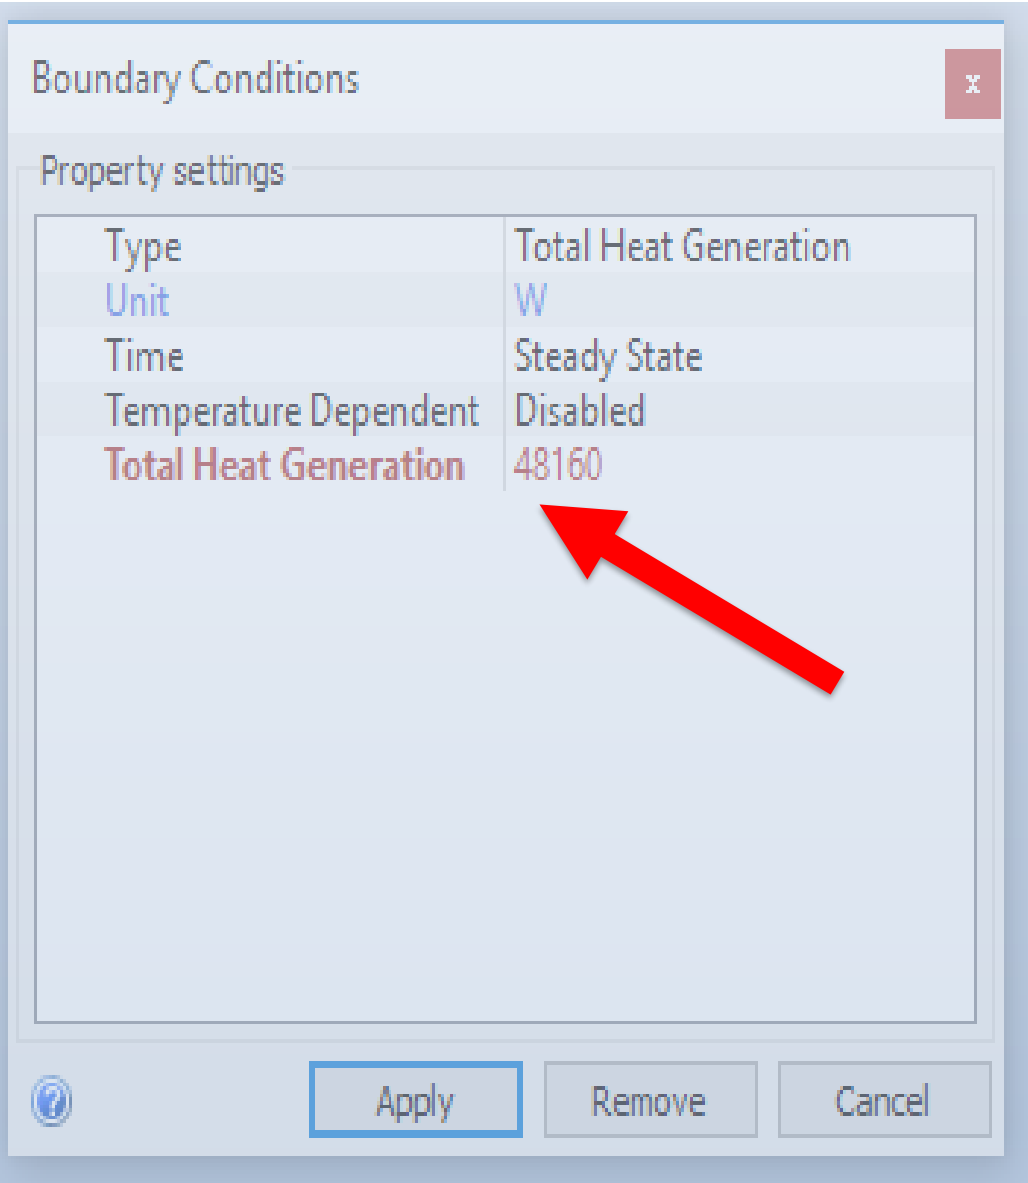 Boundary Conditions
x
Property settings
Type Total Heat Generation
Unit W
Time Steady State
Temperature Dependent Disabled
Total Heat Generation 48160
?
Apply Remove Cancel